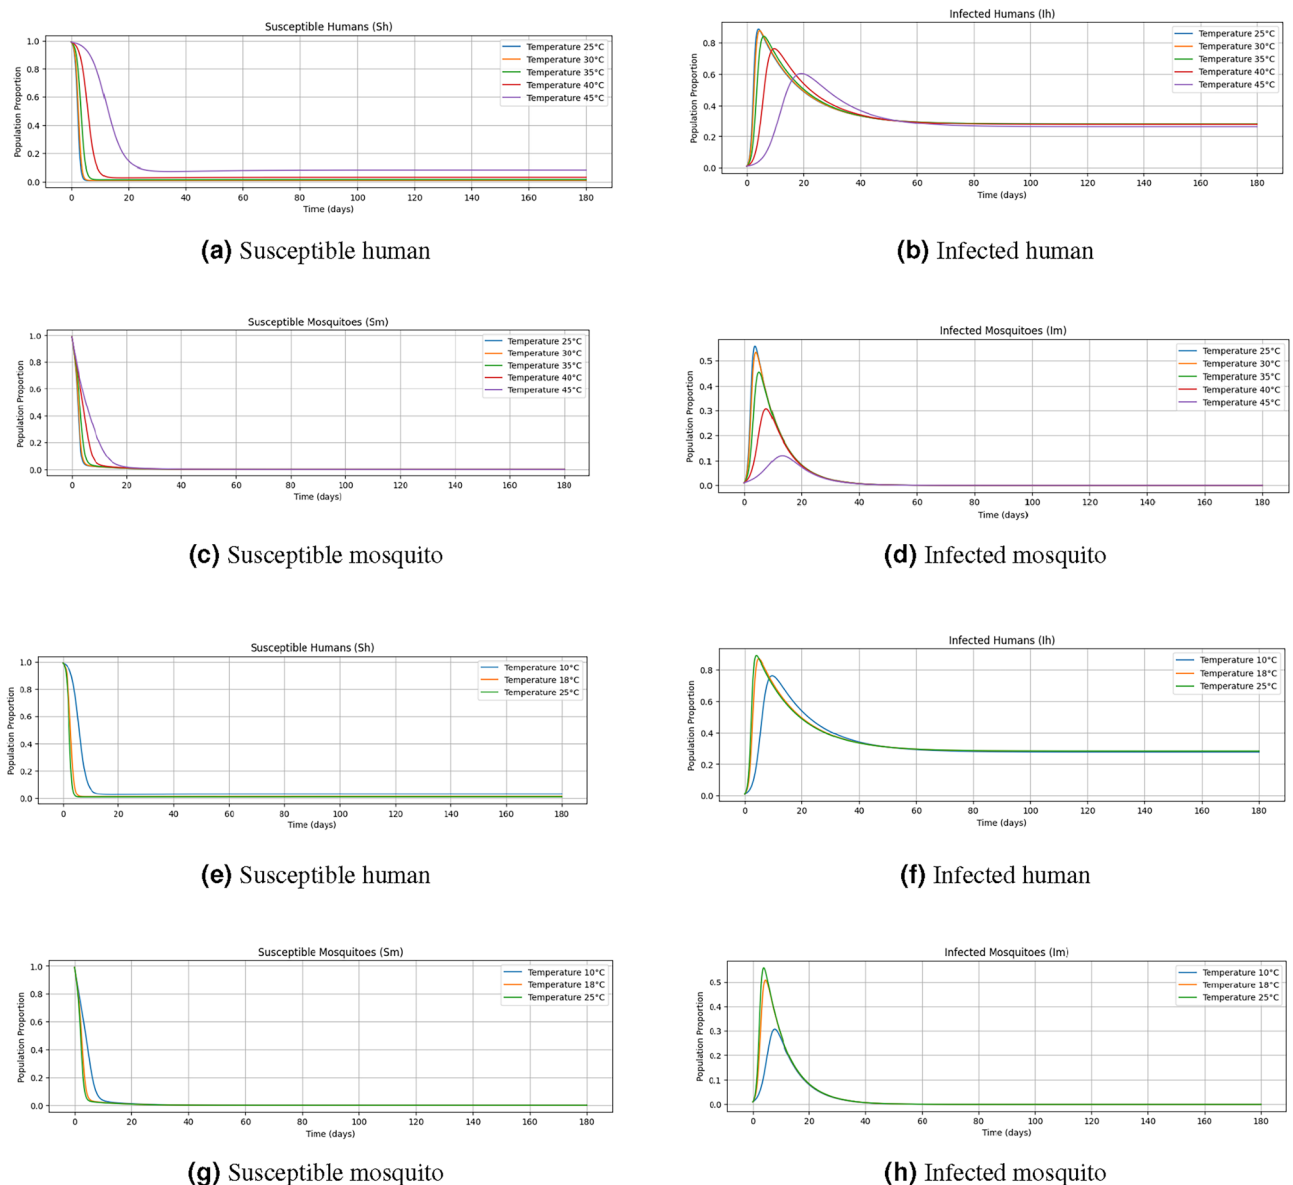 Susceptible Humans (Sh)
Population Proportion
1.0
0.8
0.6
0.4
0.2
0.0
Temperature 25°C
Temperature 30°C
Temperature 35°C
Temperature 40°C
Temperature 45°C
0 20 40 60 80 100 120 140 160 180
Time (days)
(a) Susceptible human
Infected Humans (Ih)
Population Proportion
0.8
0.6
0.4
0.2
0.0
Temperature 25°C
Temperature 30°C
Temperature 35°C
Temperature 40°C
Temperature 45°C
0 20 40 60 80 100 120 140 160 180
Time (days)
(b) Infected human
Susceptible Mosquitoes (Sm)
Population Proportion
1.0
0.8
0.6
0.4
0.2
0.0
Temperature 25°C
Temperature 30°C
Temperature 35°C
Temperature 40°C
Temperature 45°C
0 20 40 60 80 100 120 140 160 180
Time (days)
(c) Susceptible mosquito
Infected Mosquitoes (Im)
Population Proportion
0.5
0.4
0.3
0.2
0.1
0.0
Temperature 25°C
Temperature 30°C
Temperature 35°C
Temperature 40°C
Temperature 45°C
0 20 40 60 80 100 120 140 160 180
Time (days)
(d) Infected mosquito
Susceptible Humans (Sh)
Population Proportion
1.0
0.8
0.6
0.4
0.2
0.0
Temperature 10°C
Temperature 18°C
Temperature 25°C
0 20 40 60 80 100 120 140 160 180
Time (days)
(e) Susceptible human
Infected Humans (Ih)
Population Proportion
0.8
0.6
0.4
0.2
0.0
Temperature 10°C
Temperature 18°C
Temperature 25°C
0 20 40 60 80 100 120 140 160 180
Time (days)
(f) Infected human
Susceptible Mosquitoes (Sm)
Population Proportion
1.0
0.8
0.6
0.4
0.2
0.0
Temperature 10°C
Temperature 18°C
Temperature 25°C
0 20 40 60 80 100 120 140 160 180
Time (days)
(g) Susceptible mosquito
Infected Mosquitoes (Im)
Population Proportion
0.5
0.4
0.3
0.2
0.1
0.0
Temperature 10°C
Temperature 18°C
Temperature 25°C
0 20 40 60 80 100 120 140 160 180
Time (days)
(h) Infected mosquito